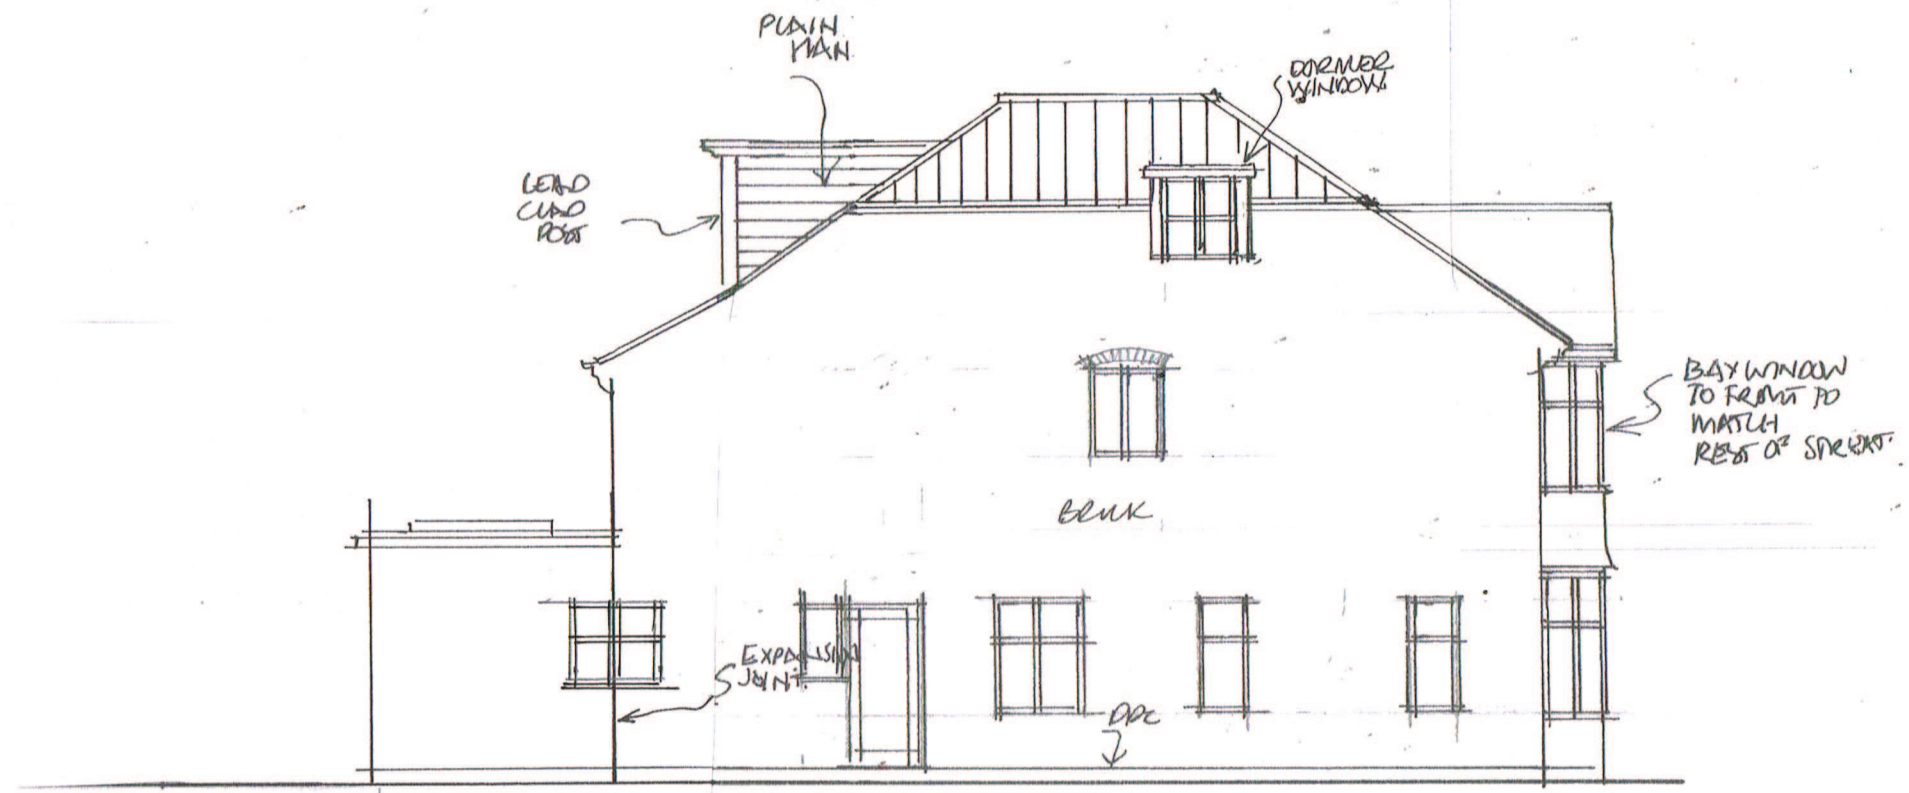 PLAIN
HAN
DORMER
WINDOW
LEAD
CLAD
POST
BAY WINDOW
TO FRONT TO
MATCH
REST OF STREET.
BRICK
EXPANSION
JOINT.
DPC